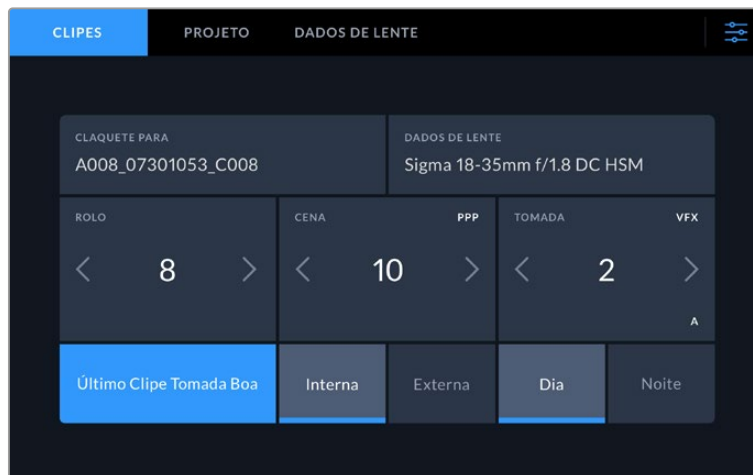 CLIPES PROJETO DADOS DE LENTE
CLAQUETE PARA DADOS DE LENTE
A008_07301053_C008 Sigma 18-35mm f/1.8 DC HSM
ROLO CENA PPP TOMADA VFX
8 10 2
A
Último Clipe Tomada Boa Interna Externa Dia Noite